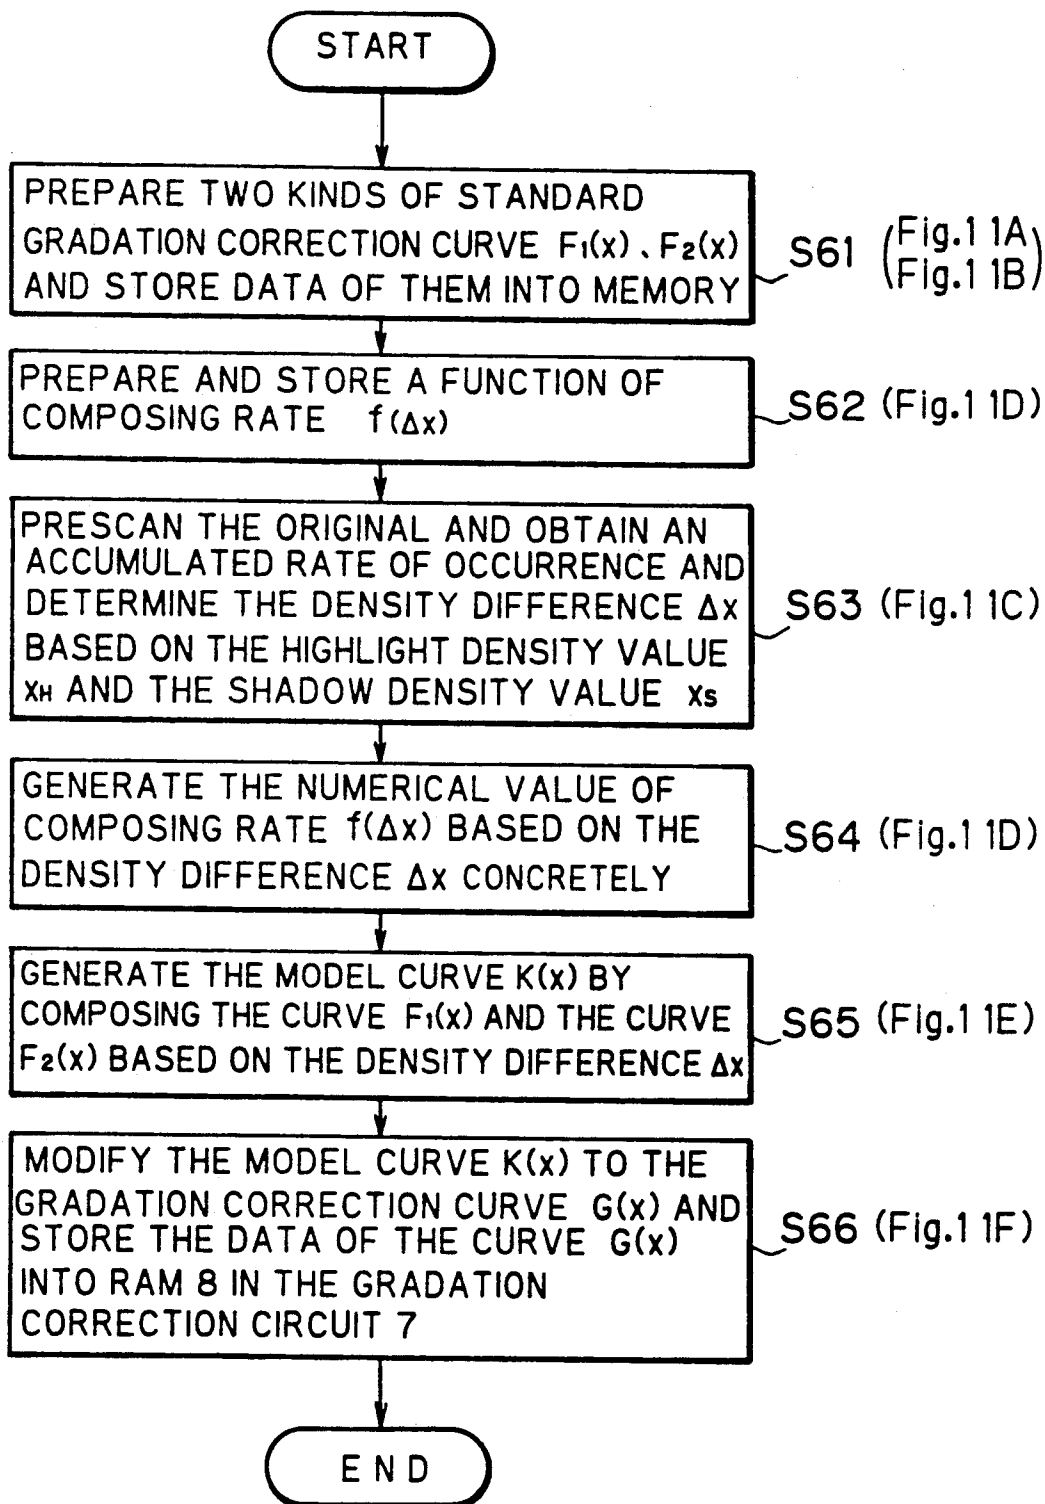 START
PREPARE TWO KINDS OF STANDARD
GRADATION CORRECTION CURVE F₁(x)、F₂(x)
AND STORE DATA OF THEM INTO MEMORY
S61 (Fig.11A
Fig.11B)
PREPARE AND STORE A FUNCTION OF
COMPOSING RATE f(Δx)
S62 (Fig.11D)
PRESCAN THE ORIGINAL AND OBTAIN AN
ACCUMULATED RATE OF OCCURRENCE AND
DETERMINE THE DENSITY DIFFERENCE Δx
BASED ON THE HIGHLIGHT DENSITY VALUE
xH AND THE SHADOW DENSITY VALUE xS
S63 (Fig.11C)
GENERATE THE NUMERICAL VALUE OF
COMPOSING RATE f(Δx) BASED ON THE
DENSITY DIFFERENCE Δx CONCRETELY
S64 (Fig.11D)
GENERATE THE MODEL CURVE K(x) BY
COMPOSING THE CURVE F₁(x) AND THE CURVE
F₂(x) BASED ON THE DENSITY DIFFERENCE Δx
S65 (Fig.11E)
MODIFY THE MODEL CURVE K(x) TO THE
GRADATION CORRECTION CURVE G(x) AND
STORE THE DATA OF THE CURVE G(x)
INTO RAM 8 IN THE GRADATION
CORRECTION CIRCUIT 7
S66 (Fig.11F)
END